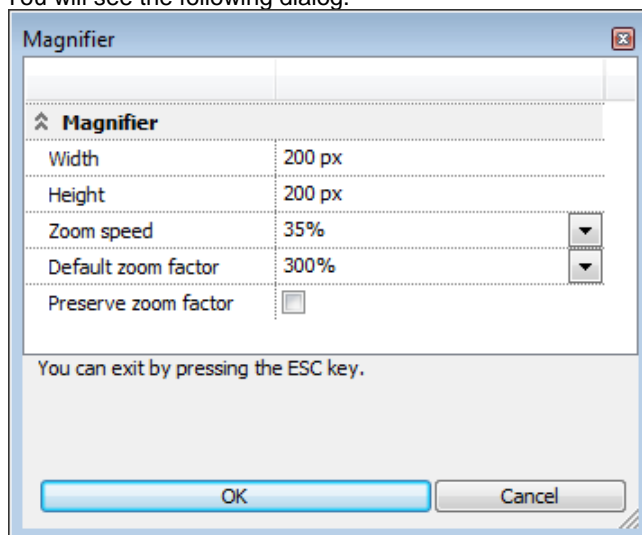 You will see the following dialog:
Magnifier
Magnifier
Width 200 px
Height 200 px
Zoom speed 35%
Default zoom factor 300%
Preserve zoom factor
You can exit by pressing the ESC key.
OK Cancel